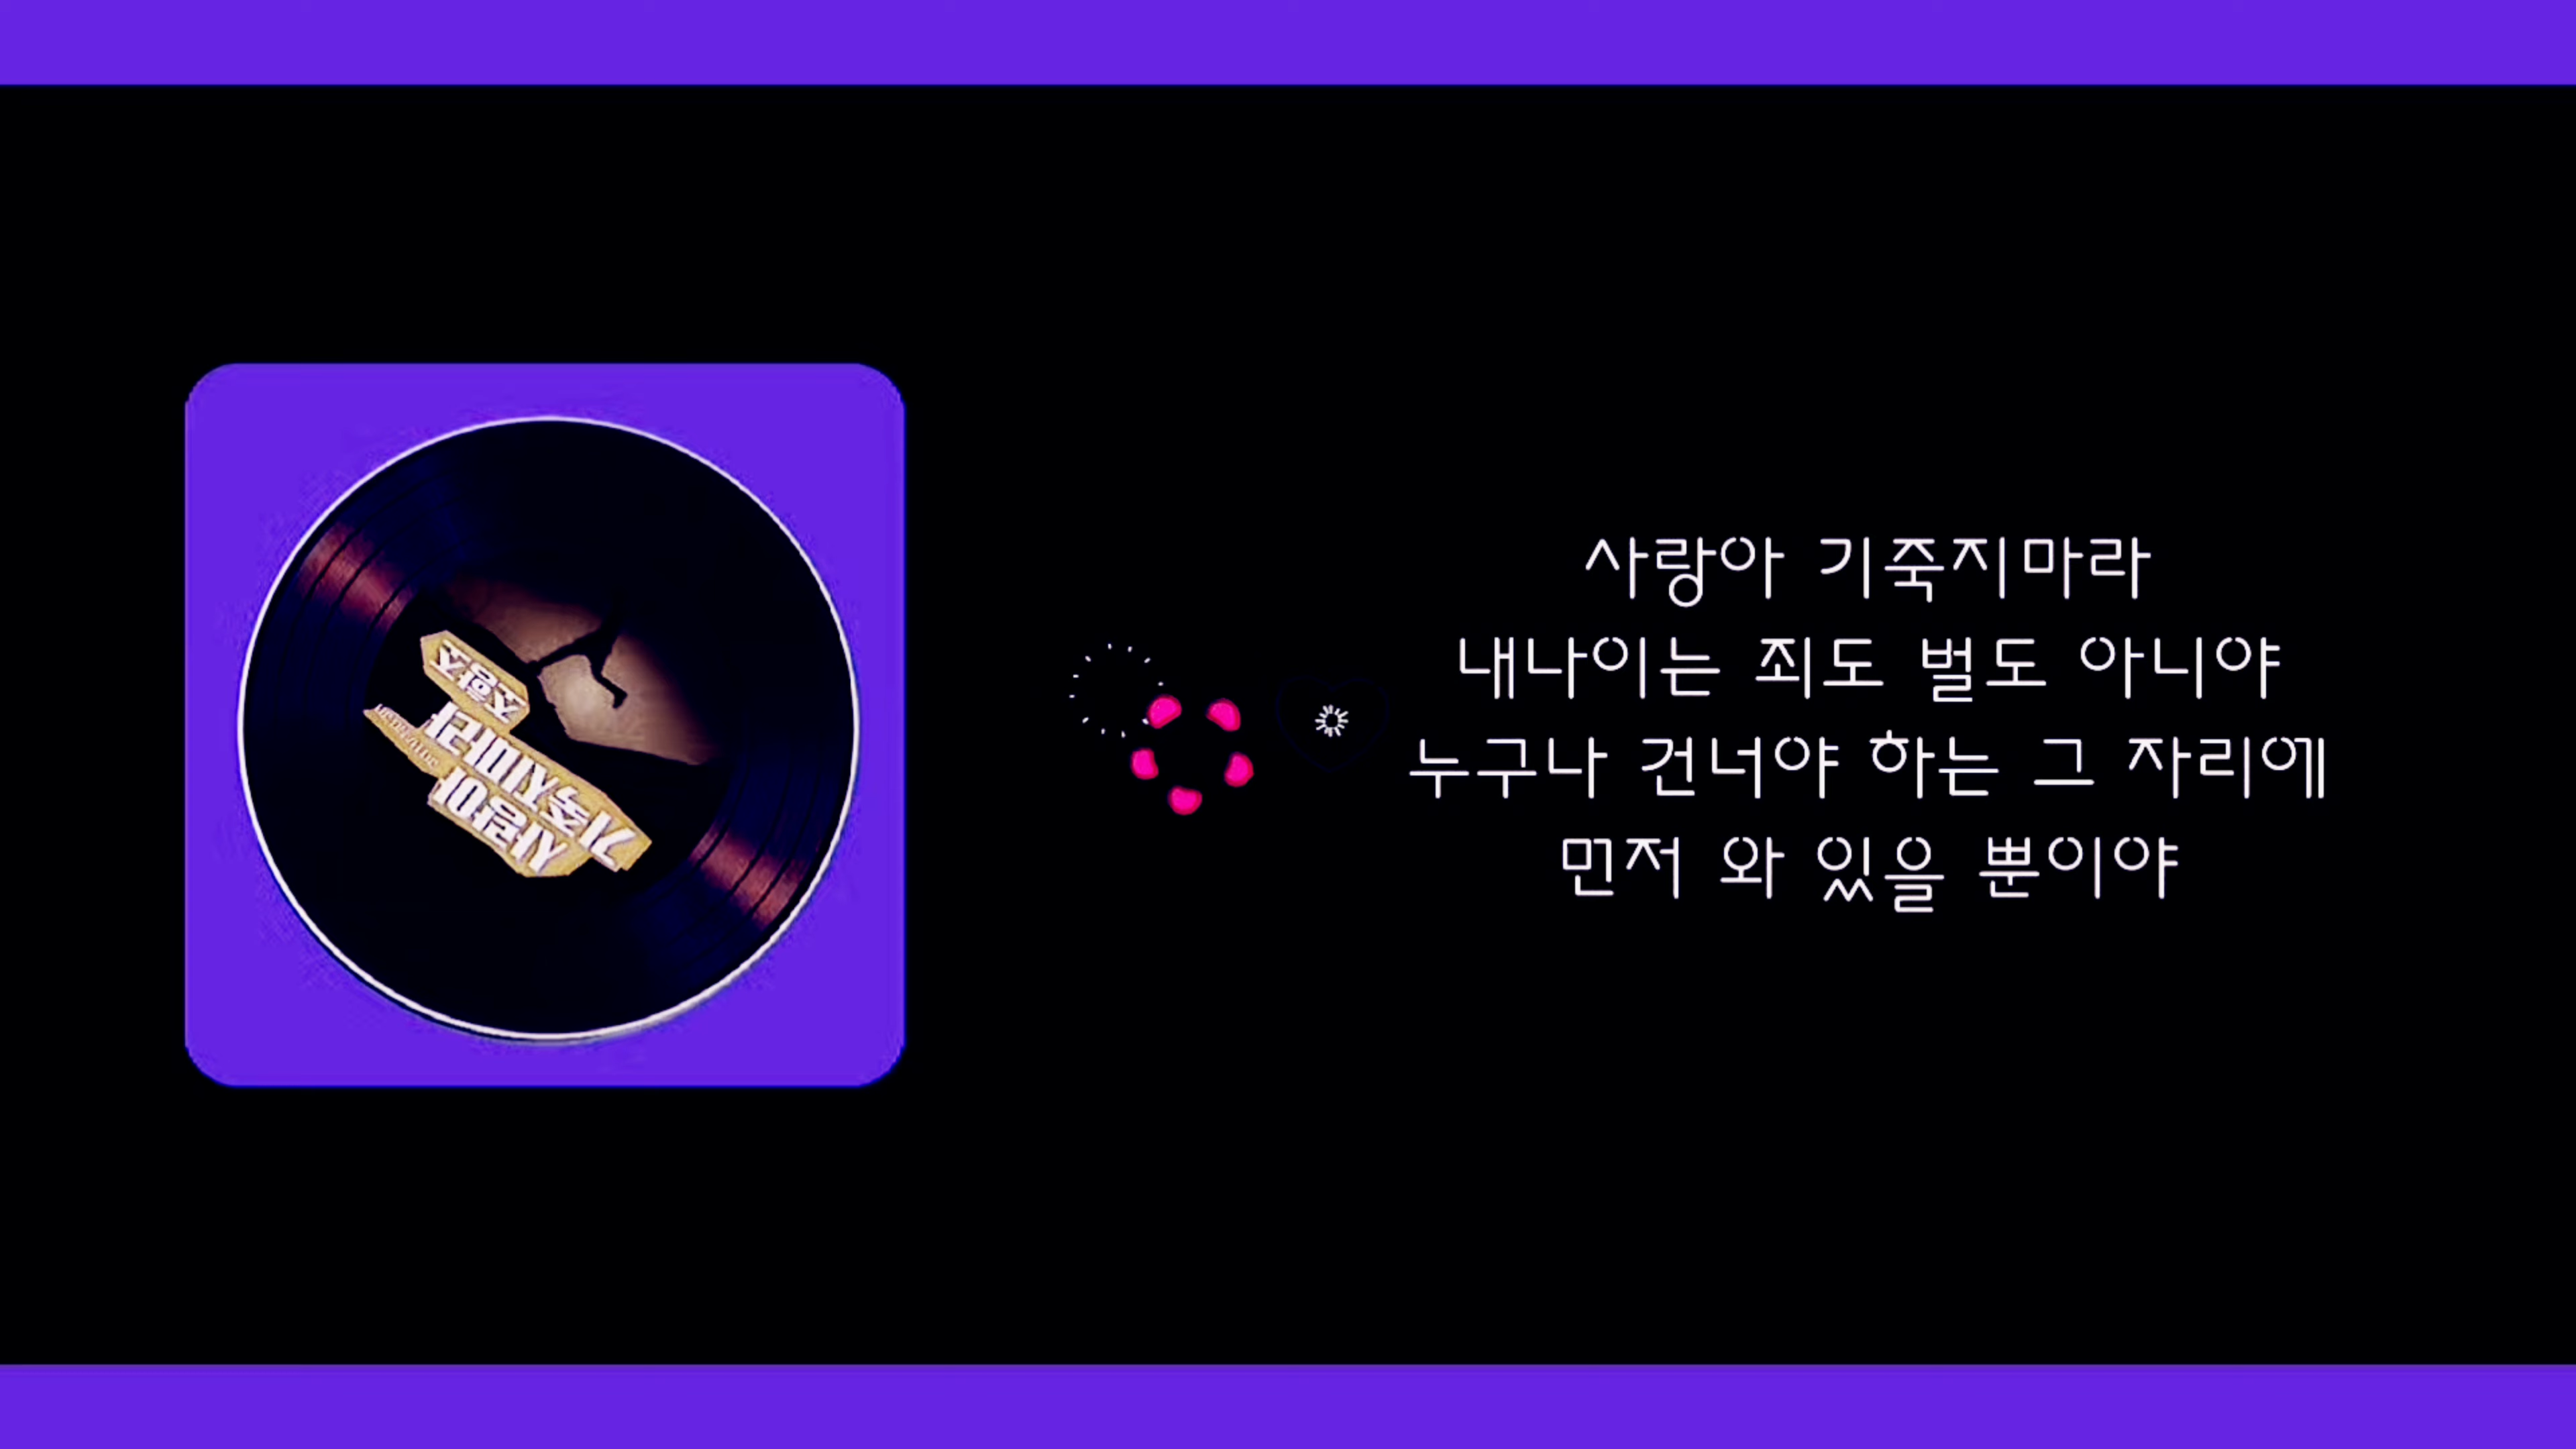 사랑아 기죽지마라
내나이는 죄도 벌도 아니야
누구나 건너야 하는 그 자리에
먼저 와 있을 뿐이야